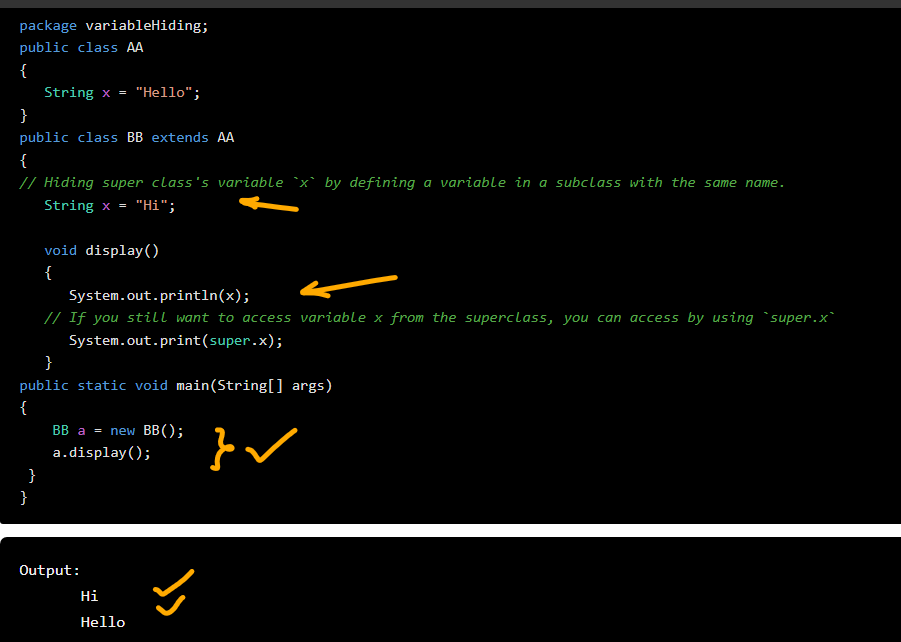 package variableHiding;
public class AA
{
String x = "Hello";
}
public class BB extends AA
{
// Hiding super class's variable `x` by defining a variable in a subclass with the same name.
String x = "Hi";
void display()
{
System.out.println(x);
// If you still want to access variable x from the superclass, you can access by using `super.x`
System.out.print(super.x);
}
public static void main(String[] args)
{
BB a = new BB();
a.display();
}
}
Output:
Hi
Hello